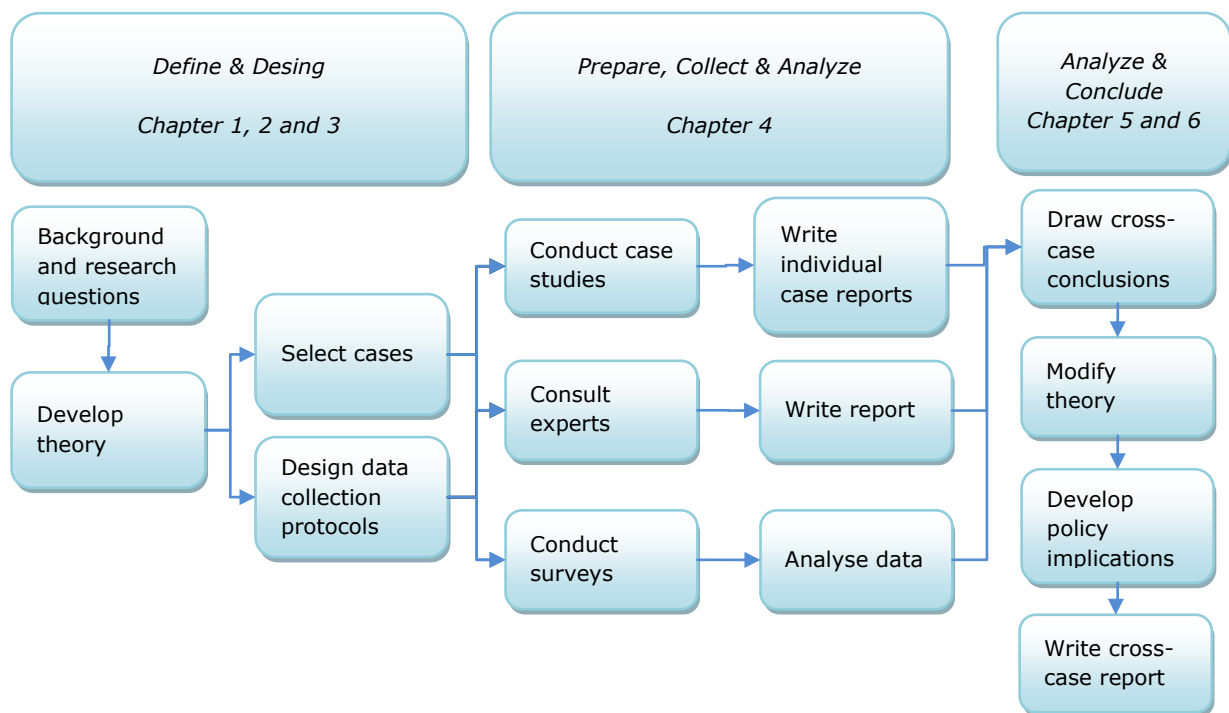 Define & Desing
Chapter 1, 2 and 3
Prepare, Collect & Analyze
Chapter 4
Analyze &
Conclude
Chapter 5 and 6
Background
and research
questions
Develop
theory
Select cases
Design data
collection
protocols
Conduct case
studies
Write
individual
case reports
Consult
experts
Write report
Conduct
surveys
Analyse data
Draw cross-
case
conclusions
Modify
theory
Develop
policy
implications
Write cross-
case report